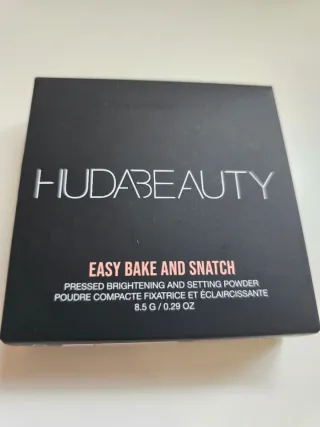 HUDABEAUTY
EASY BAKE AND SNATCH
PRESSED BRIGHTENING AND SETTING POWDER
POUDRE COMPACTE FIXATRICE ET ÉCLAIRCISSANTE
8.5 G / 0.29 OZ